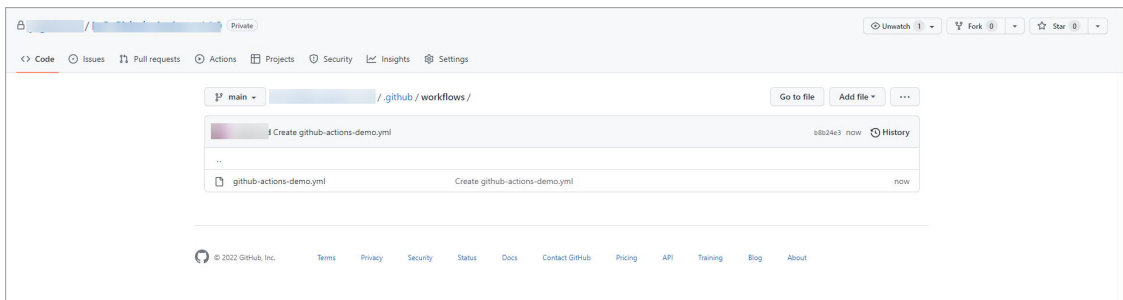 / Private Unwatch 1 Fork 0 Star 0
Code Issues Pull requests Actions Projects Security Insights Settings
main / .github / workflows / Go to file Add file ...
Create github-actions-demo.yml b8b24e3 now History
..
github-actions-demo.yml Create github-actions-demo.yml now
© 2022 GitHub, Inc. Terms Privacy Security Status Docs Contact GitHub Pricing API Training Blog About